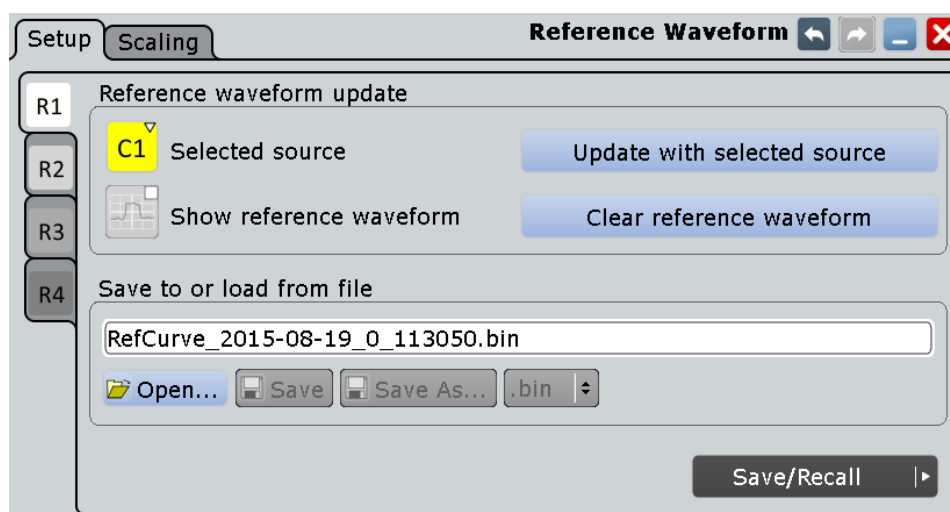 Setup Scaling Reference Waveform
R1 Reference waveform update
C1 Selected source Update with selected source
R2
Show reference waveform Clear reference waveform
R3
R4 Save to or load from file
RefCurve_2015-08-19_0_113050.bin
Open... Save Save As... .bin
Save/Recall